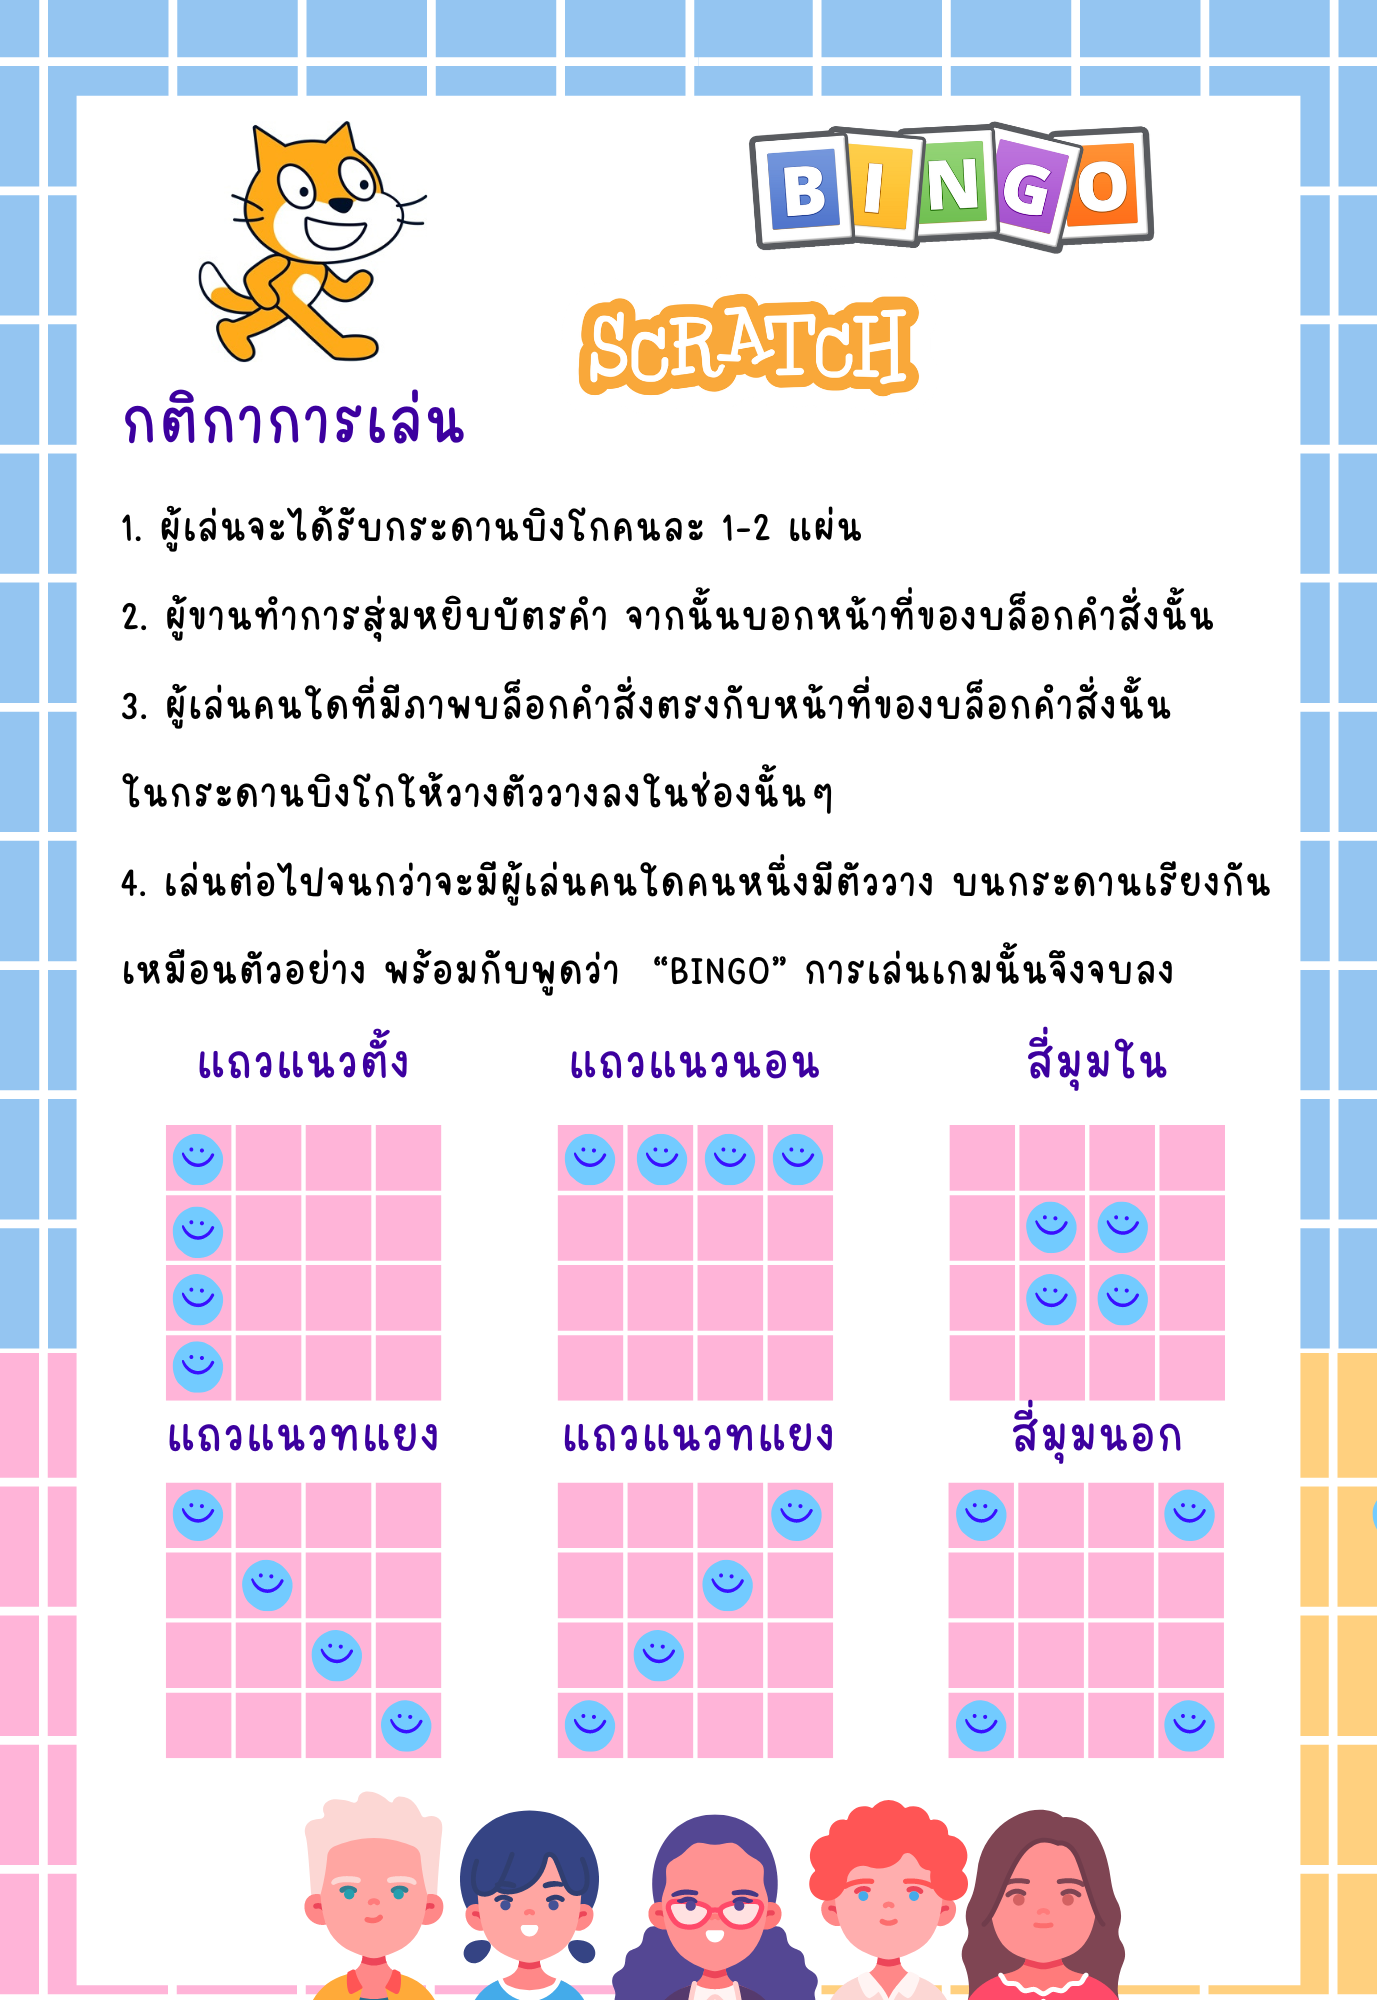 BINGO
SCRATCH
กติกาการเล่น
1. ผู้เล่นจะได้รับกระดานบิงโกคนละ 1-2 แผ่น
2. ผู้ขานทำการสุ่มหยิบบัตรคำ จากนั้นบอกหน้าที่ของบล็อกคำสั่งนั้น
3. ผู้เล่นคนใดที่มีภาพบล็อกคำสั่งตรงกับหน้าที่ของบล็อกคำสั่งนั้น
ในกระดานบิงโกให้วางตัววางลงในช่องนั้นๆ
4. เล่นต่อไปจนกว่าจะมีผู้เล่นคนใดคนหนึ่งมีตัววาง บนกระดานเรียงกัน
เหมือนตัวอย่าง พร้อมกับพูดว่า “BINGO” การเล่นเกมนั้นจึงจบลง
แถวแนวตั้ง แถวแนวนอน สี่มุมใน
แถวแนวทแยง แถวแนวทแยง สี่มุมนอก